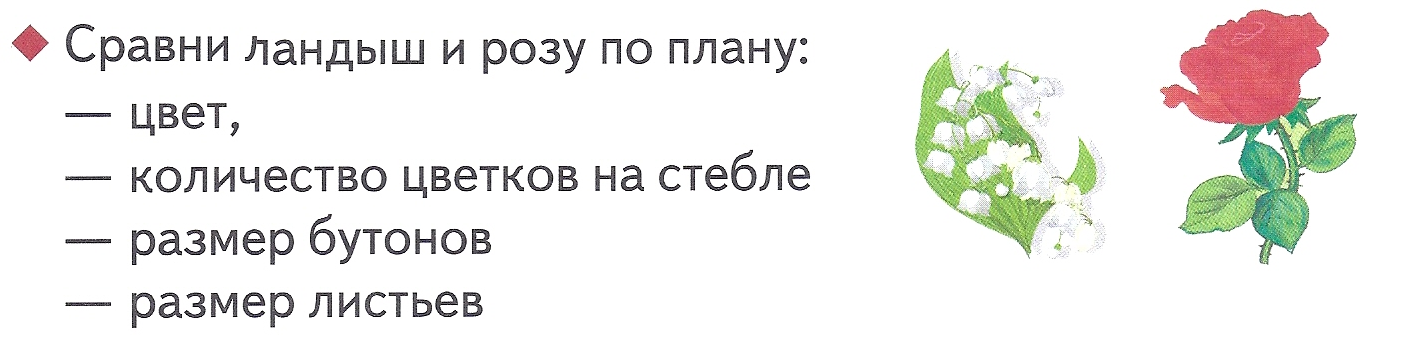 Сравни ландыш и розу по плану:
— цвет,
— количество цветков на стебле
— размер бутонов
— размер листьев